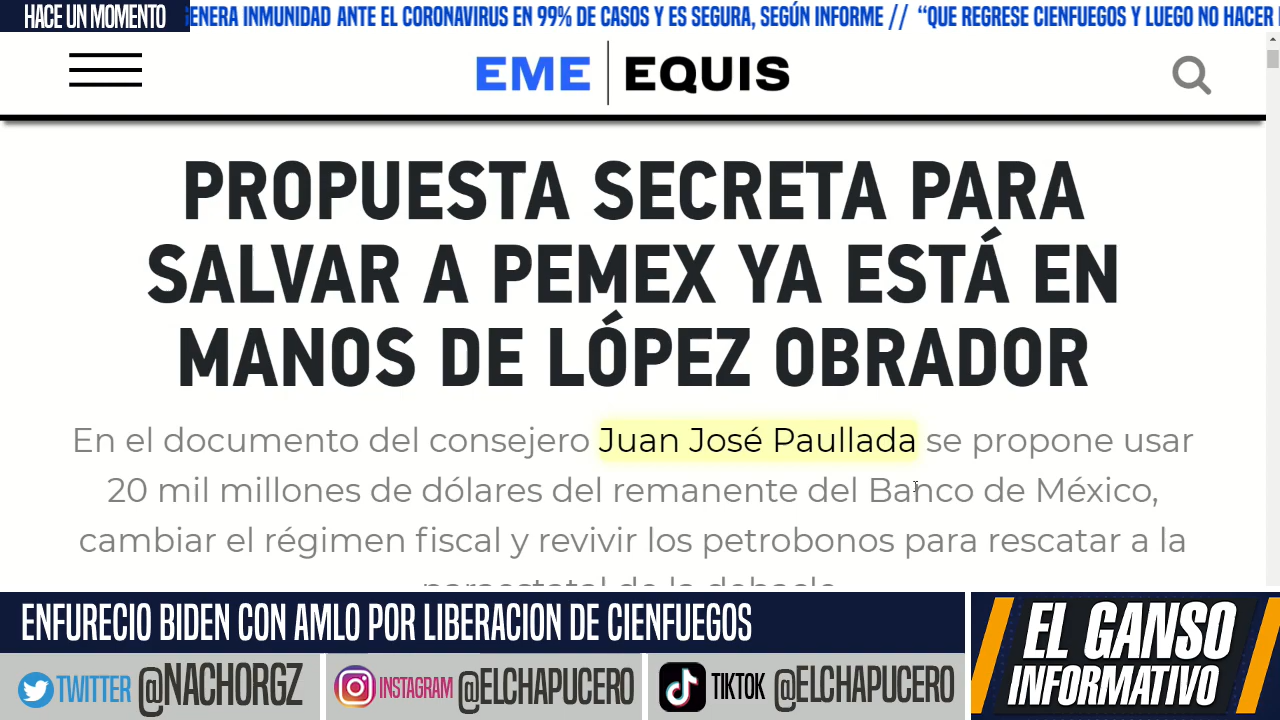 HACE UN MOMENTO
ENERA INMUNIDAD ANTE EL CORONAVIRUS EN 99% DE CASOS Y ES SEGURA, SEGÚN INFORME // “QUE REGRESE CIENFUEGOS Y LUEGO NO HACER
EME | EQUIS
PROPUESTA SECRETA PARA
SALVAR A PEMEX YA ESTÁ EN
MANOS DE LÓPEZ OBRADOR
En el documento del consejero Juan José Paullada se propone usar
20 mil millones de dólares del remanente del Banco de México,
cambiar el régimen fiscal y revivir los petrobonos para rescatar a la
paraestatal de la debacle
ENFURECIO BIDEN CON AMLO POR LIBERACION DE CIENFUEGOS
EL GANSO
INFORMATIVO
TWITTER @NACHORGZ INSTAGRAM @ELCHAPUCERO TIKTOK @ELCHAPUCERO